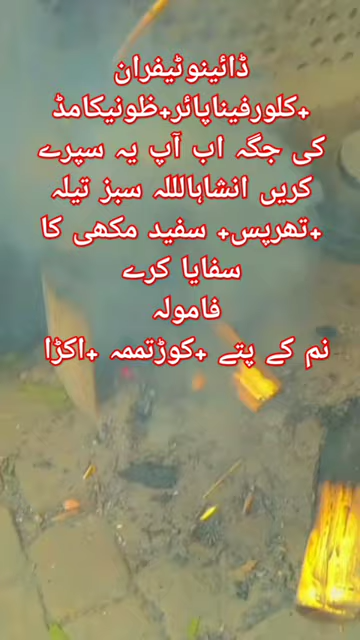 ڈائینوٹیفران
+کلورفیناپائر+ظونیکامڈ
کی جگہ اب آپ یہ سپرے
کریں انشاہاللہ سبز تیلہ
+تھرپس+ سفید مکھی کا
سفایا کرے
فامولہ
نم کے پتے +کوڑتممہ +اکڑا